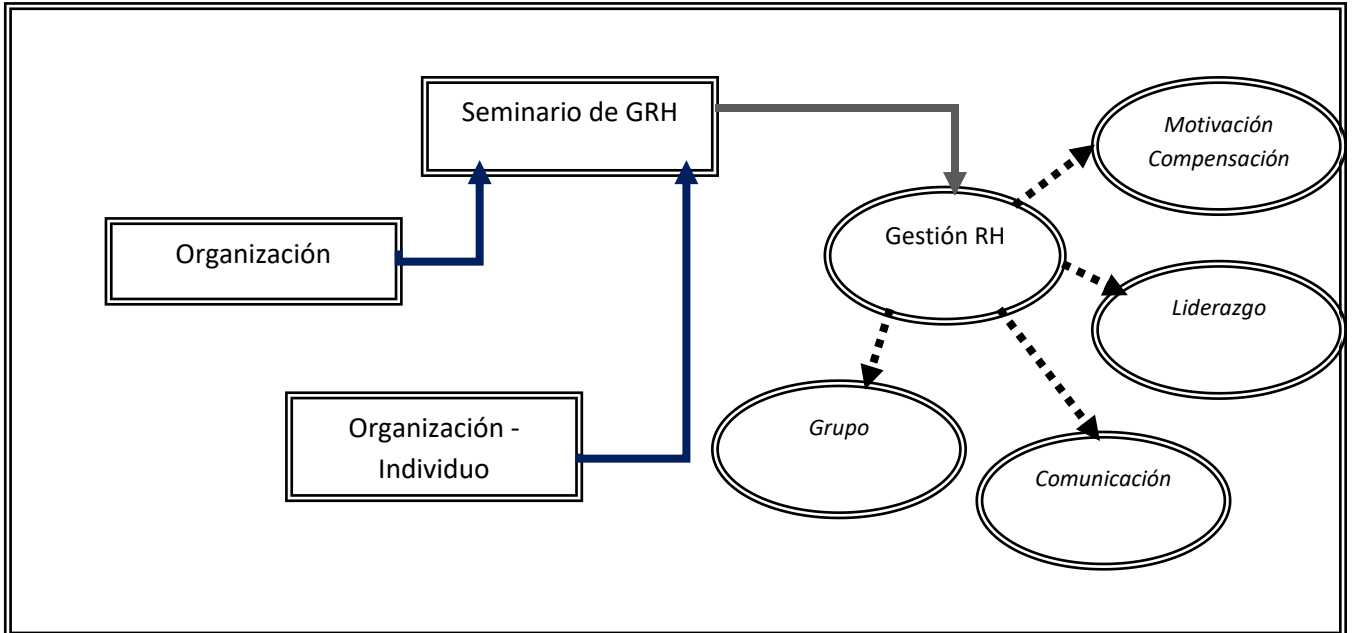 Seminario de GRH
Motivación
Compensación
Organización
Gestión RH
Liderazgo
Organización -
Individuo
Grupo
Comunicación